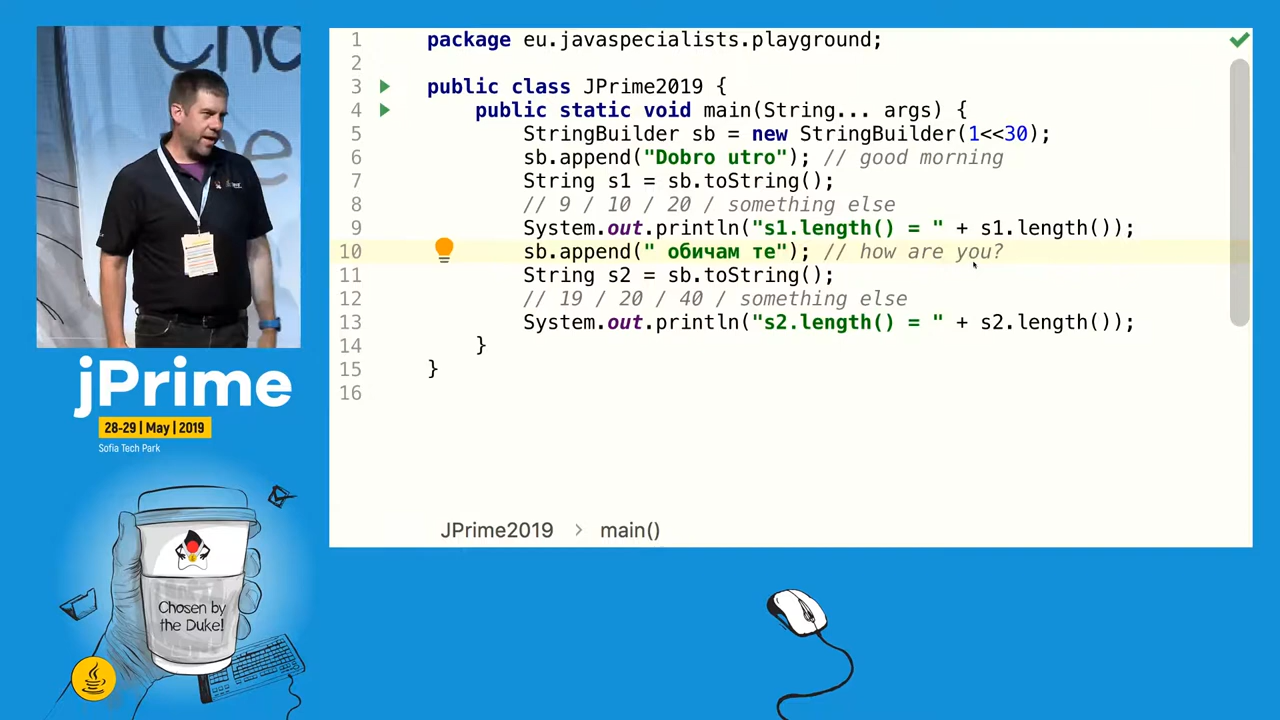 Cha
me
1 package eu.javaspecialists.playground;
2
3 public class JPrime2019 {
4 public static void main(String... args) {
5 StringBuilder sb = new StringBuilder(1<<30);
6 sb.append("Dobro utro"); // good morning
7 String s1 = sb.toString();
8 // 9 / 10 / 20 / something else
9 System.out.println("s1.length() = " + s1.length());
10 sb.append(" обичам те"); // how are you?
11 String s2 = sb.toString();
12 // 19 / 20 / 40 / something else
13 System.out.println("s2.length() = " + s2.length());
14 }
15 }
16
JPrime2019 > main()
jPrime
28-29 | May | 2019
Sofia Tech Park
Chosen by
the Duke!